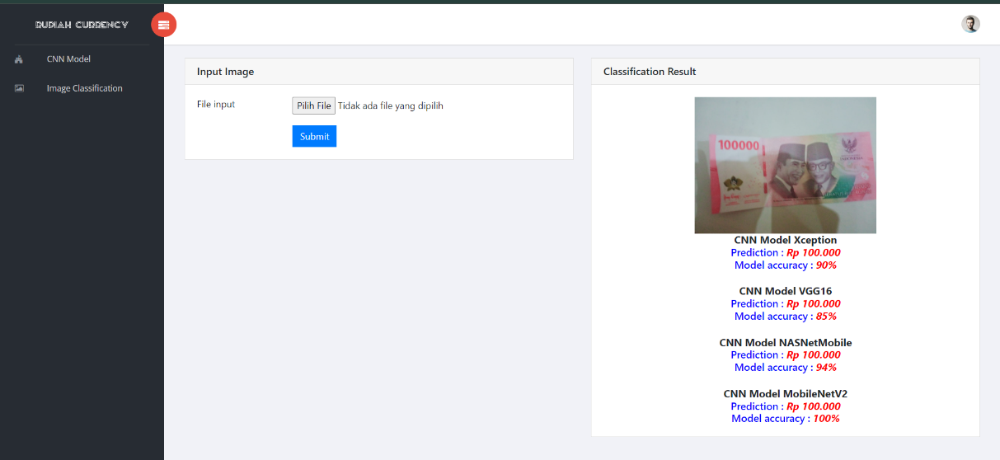 RUPIAH CURRENCY
CNN Model
Image Classification
Input Image
File input
Pilih File Tidak ada file yang dipilih
Submit
Classification Result
100000
CNN Model Xception
Prediction : Rp 100.000
Model accuracy : 90%
CNN Model VGG16
Prediction : Rp 100.000
Model accuracy : 85%
CNN Model NASNetMobile
Prediction : Rp 100.000
Model accuracy : 94%
CNN Model MobileNetV2
Prediction : Rp 100.000
Model accuracy : 100%